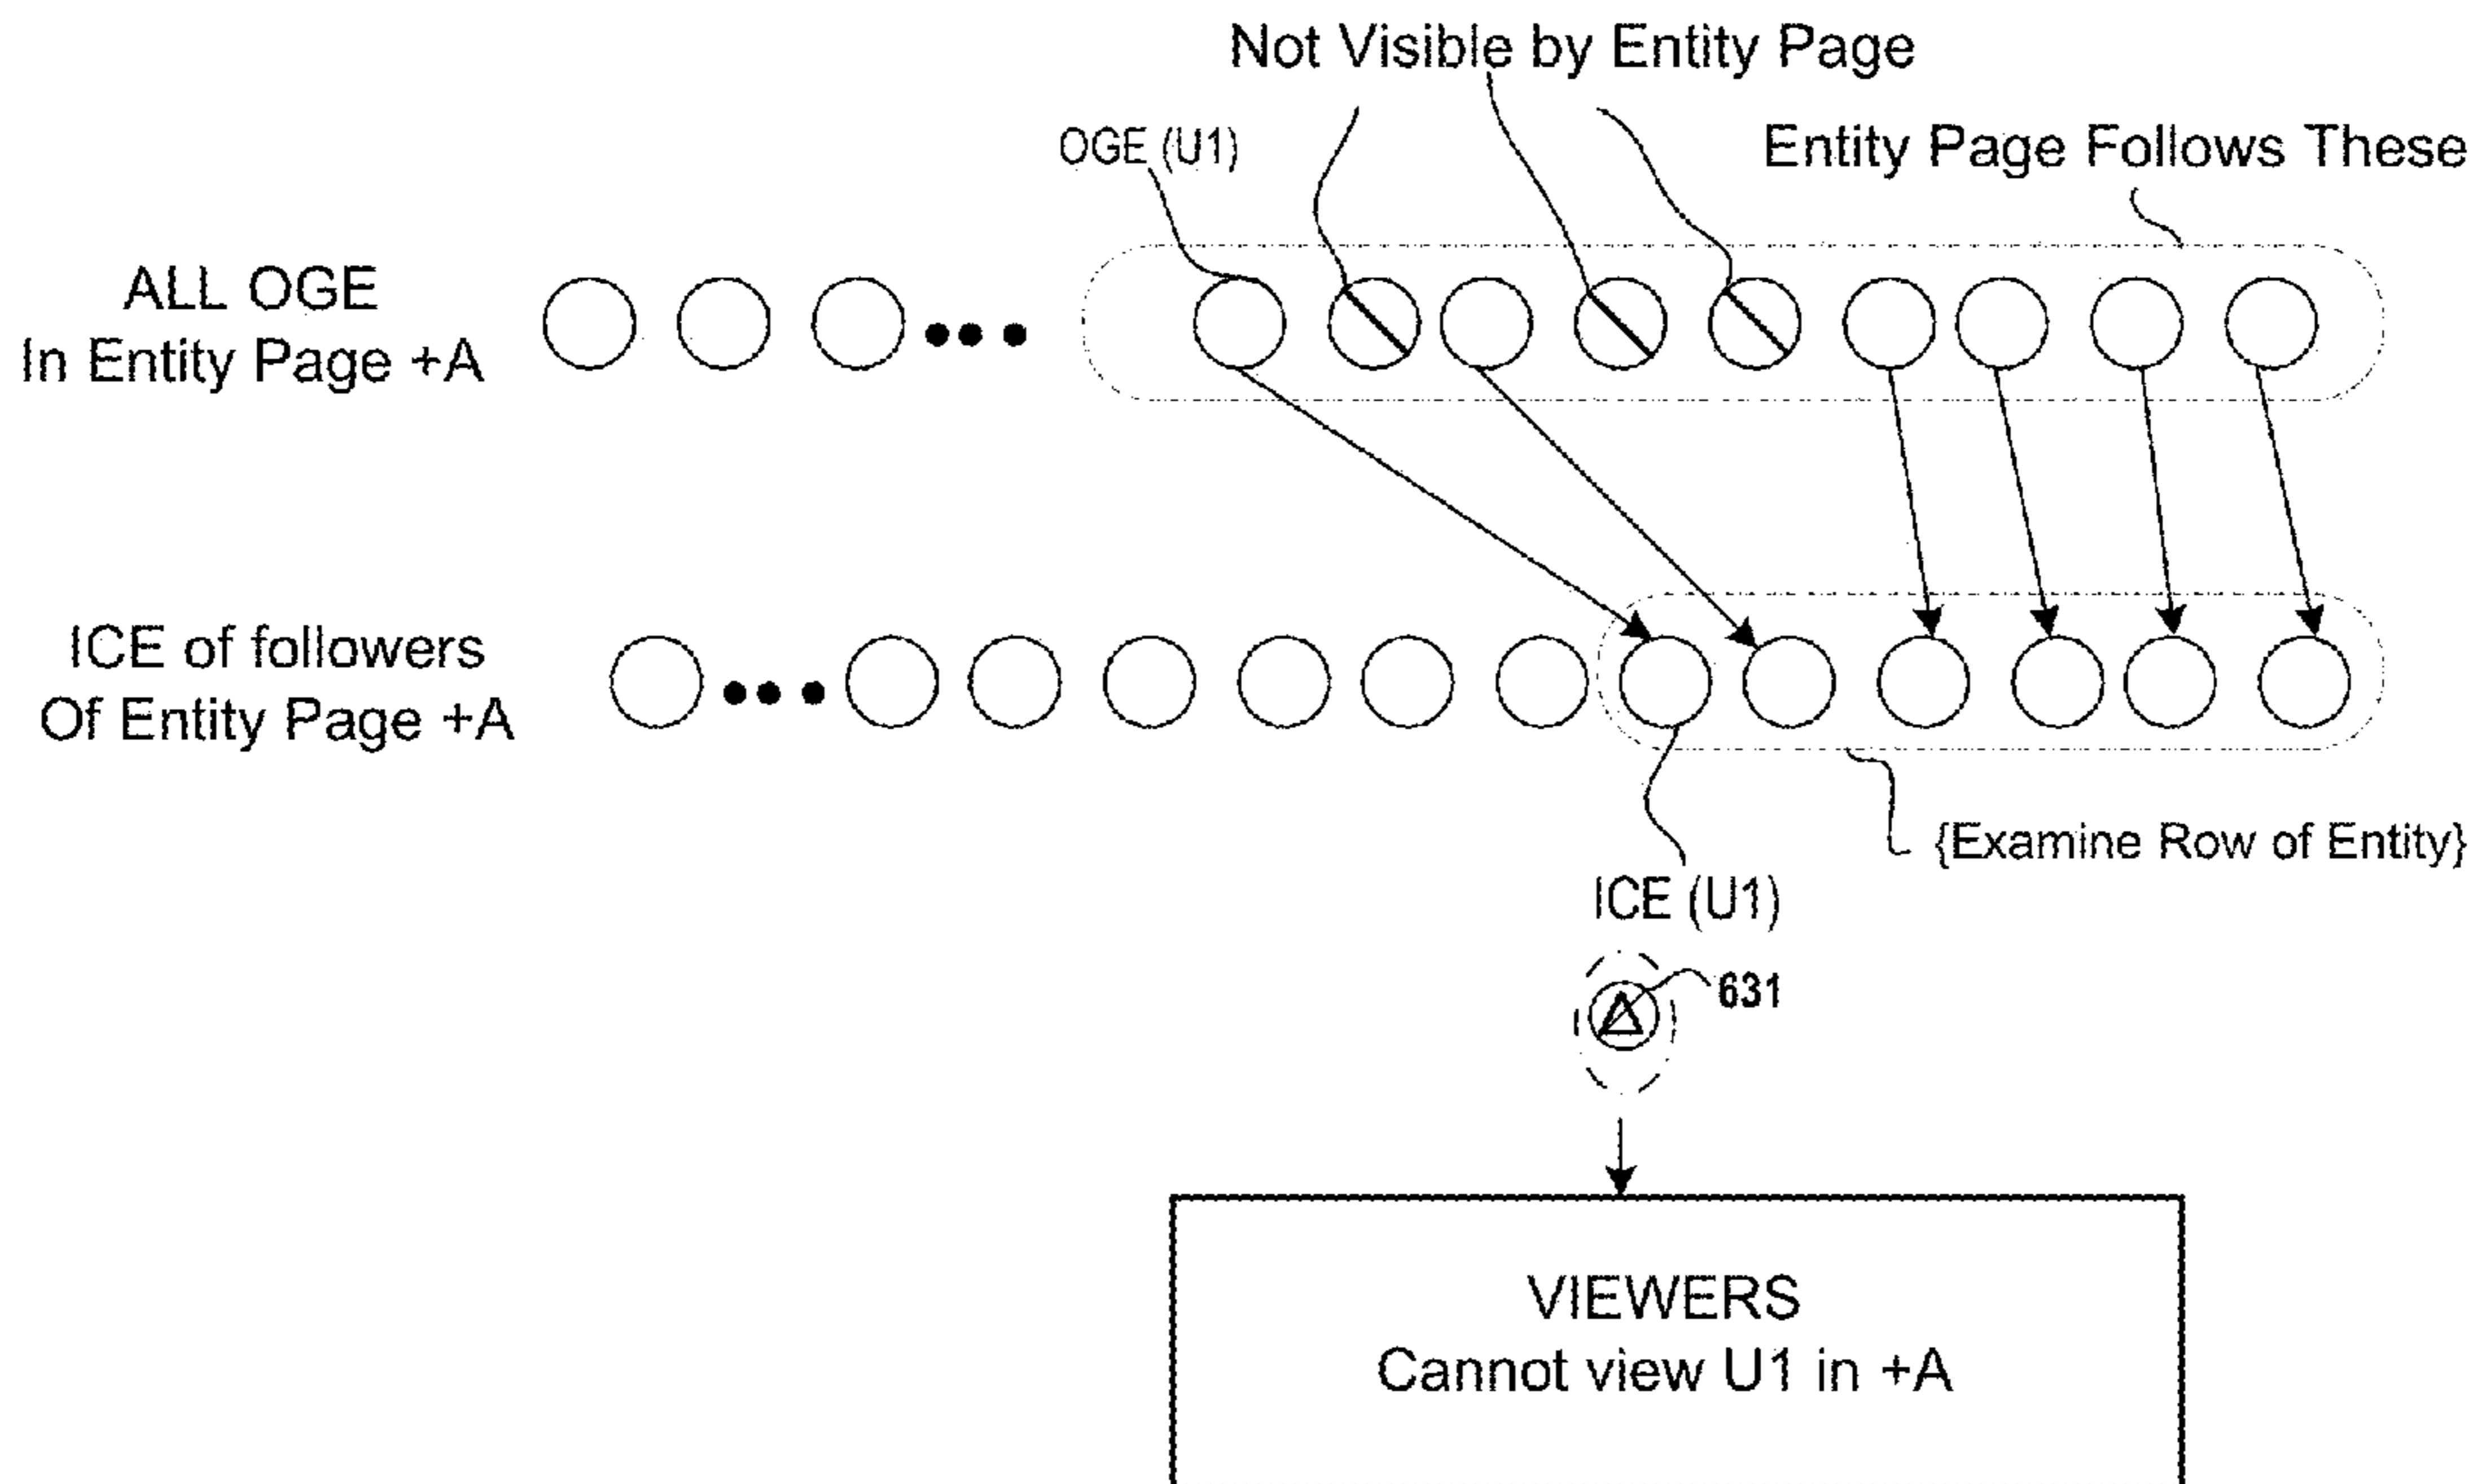 Not Visible by Entity Page
OGE (U1)
Entity Page Follows These
ALL OGE
In Entity Page +A
ICE of followers
Of Entity Page +A
{Examine Row of Entity}
ICE (U1)
631
VIEWERS
Cannot view U1 in +A